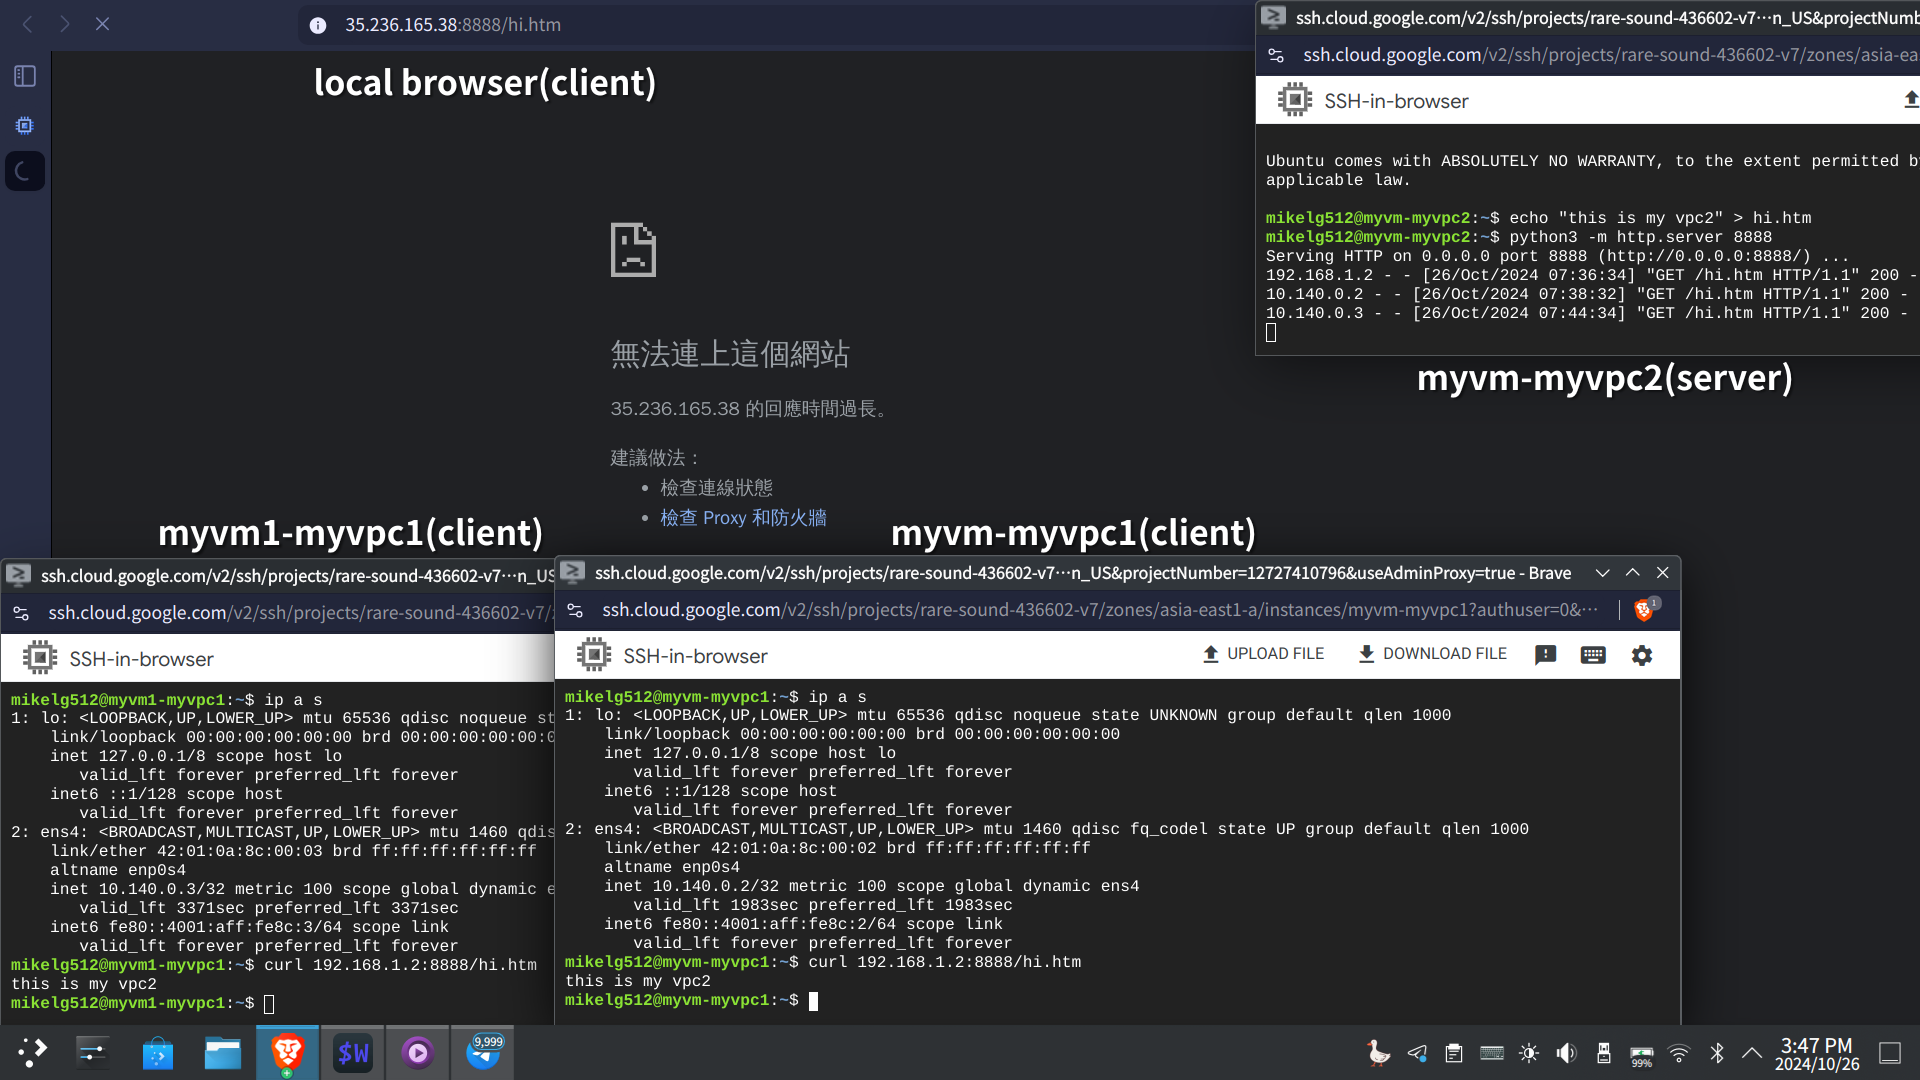 35.236.165.38:8888/hi.htm
local browser(client)
無法連上這個網站
35.236.165.38 的回應時間過長。
建議做法：
檢查連線狀態
檢查 Proxy 和防火牆
ssh.cloud.google.com/v2/ssh/projects/rare-sound-436602-v7…n_US&projectNumb
ssh.cloud.google.com/v2/ssh/projects/rare-sound-436602-v7/zones/asia-ea
SSH-in-browser
Ubuntu comes with ABSOLUTELY NO WARRANTY, to the extent permitted by
applicable law.
mikelg512@myvm-myvpc2:~$ echo "this is my vpc2" > hi.htm
mikelg512@myvm-myvpc2:~$ python3 -m http.server 8888
Serving HTTP on 0.0.0.0 port 8888 (http://0.0.0.0:8888/) ...
192.168.1.2 - - [26/Oct/2024 07:36:34] "GET /hi.htm HTTP/1.1" 200 -
10.140.0.2 - - [26/Oct/2024 07:38:32] "GET /hi.htm HTTP/1.1" 200 -
10.140.0.3 - - [26/Oct/2024 07:44:34] "GET /hi.htm HTTP/1.1" 200 -
myvm-myvpc2(server)
myvm1-myvpc1(client)
ssh.cloud.google.com/v2/ssh/projects/rare-sound-436602-v7…n_US
ssh.cloud.google.com/v2/ssh/projects/rare-sound-436602-v7/
SSH-in-browser
mikelg512@myvm1-myvpc1:~$ ip a s
1: lo: <LOOPBACK,UP,LOWER_UP> mtu 65536 qdisc noqueue st
link/loopback 00:00:00:00:00:00 brd 00:00:00:00:00:0
inet 127.0.0.1/8 scope host lo
valid_lft forever preferred_lft forever
inet6 ::1/128 scope host
valid_lft forever preferred_lft forever
2: ens4: <BROADCAST,MULTICAST,UP,LOWER_UP> mtu 1460 qdis
link/ether 42:01:0a:8c:00:03 brd ff:ff:ff:ff:ff:ff
altname enp0s4
inet 10.140.0.3/32 metric 100 scope global dynamic e
valid_lft 3371sec preferred_lft 3371sec
inet6 fe80::4001:aff:fe8c:3/64 scope link
valid_lft forever preferred_lft forever
mikelg512@myvm1-myvpc1:~$ curl 192.168.1.2:8888/hi.htm
this is my vpc2
mikelg512@myvm1-myvpc1:~$
myvm-myvpc1(client)
ssh.cloud.google.com/v2/ssh/projects/rare-sound-436602-v7…n_US&projectNumber=12727410796&useAdminProxy=true - Brave
ssh.cloud.google.com/v2/ssh/projects/rare-sound-436602-v7/zones/asia-east1-a/instances/myvm-myvpc1?authuser=0&… 1
SSH-in-browser UPLOAD FILE DOWNLOAD FILE
mikelg512@myvm-myvpc1:~$ ip a s
1: lo: <LOOPBACK,UP,LOWER_UP> mtu 65536 qdisc noqueue state UNKNOWN group default qlen 1000
link/loopback 00:00:00:00:00:00 brd 00:00:00:00:00:00
inet 127.0.0.1/8 scope host lo
valid_lft forever preferred_lft forever
inet6 ::1/128 scope host
valid_lft forever preferred_lft forever
2: ens4: <BROADCAST,MULTICAST,UP,LOWER_UP> mtu 1460 qdisc fq_codel state UP group default qlen 1000
link/ether 42:01:0a:8c:00:02 brd ff:ff:ff:ff:ff:ff
altname enp0s4
inet 10.140.0.2/32 metric 100 scope global dynamic ens4
valid_lft 1983sec preferred_lft 1983sec
inet6 fe80::4001:aff:fe8c:2/64 scope link
valid_lft forever preferred_lft forever
mikelg512@myvm-myvpc1:~$ curl 192.168.1.2:8888/hi.htm
this is my vpc2
mikelg512@myvm-myvpc1:~$
$W
9,999
99%
3:47 PM
2024/10/26